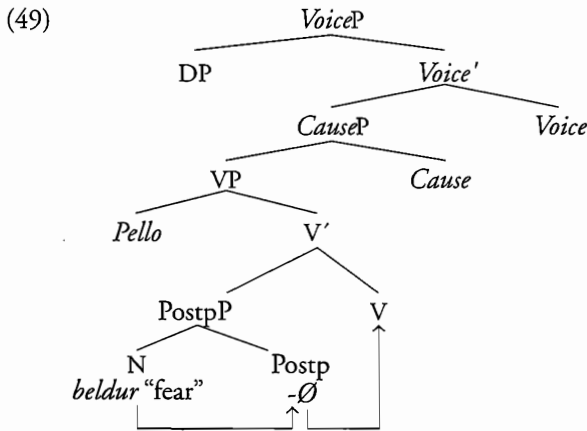 (49)
VoiceP
DP Voice'
CauseP Voice
VP Cause
Pello V'
PostpP V
N Postp
beldur "fear" -Ø